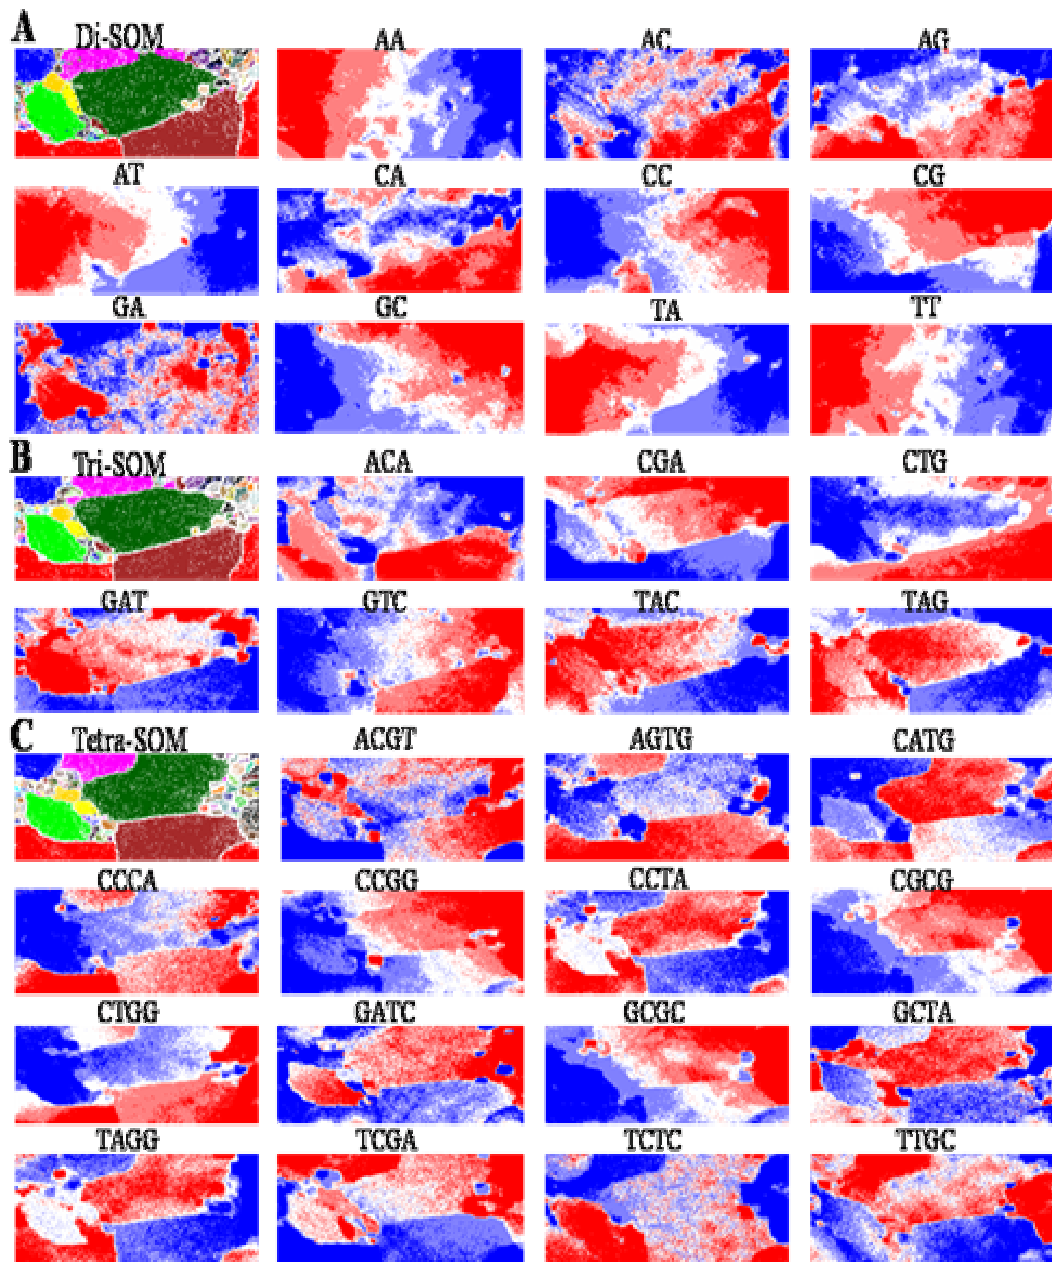 A
Di-SOM AA AC AG
AT CA CC CG
GA GC TA TT
B
Tri-SOM ACA CGA CTG
GAT GTC TAC TAG
C
Tetra-SOM ACGT AGTG CATG
CCCA CCGG CCTA CGCG
CTGG GATC GCGC GCTA
TAGG TCGA TCTC TTGC